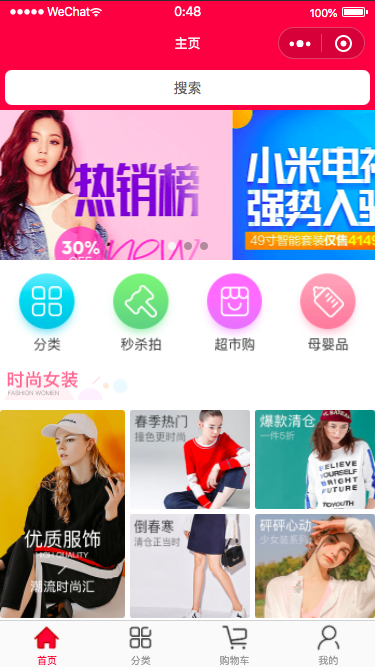 WeChat
0:48
100%
主页
搜索
热销榜
30%
OFF
new
小米电视
强势入驻
49寸智能套装仅售4149
分类
秒杀拍
超市购
母婴品
时尚女装
FASHION WOMEN
优质服饰
HIGH QUALITY
潮流时尚汇
春季热门
撞色更时尚
爆款清仓
一件5折
BELIEVE
YOURSELF
BRIGHT
FUTURE
TOYOUTH
倒春寒
清仓正当时
砰砰心动
少女装系列
首页
分类
购物车
我的